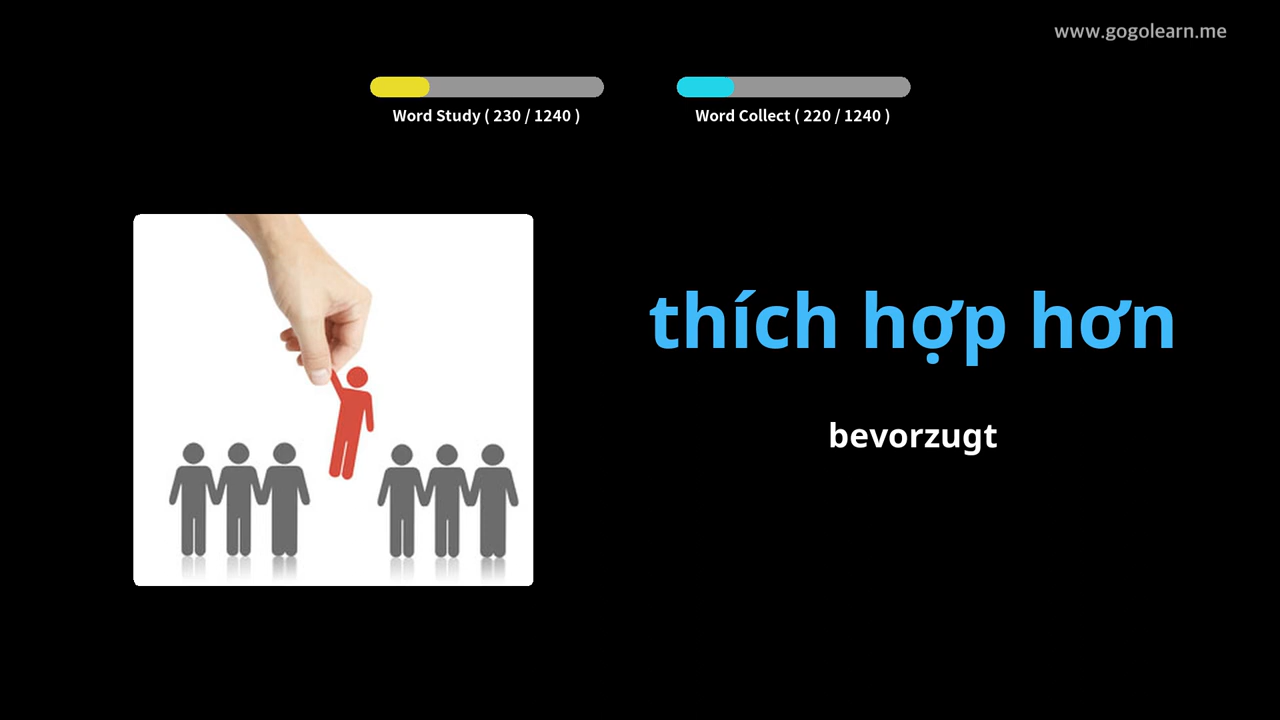 www.gogolearn.me
Word Study ( 230 / 1240 )
Word Collect ( 220 / 1240 )
thích hợp hơn
bevorzugt